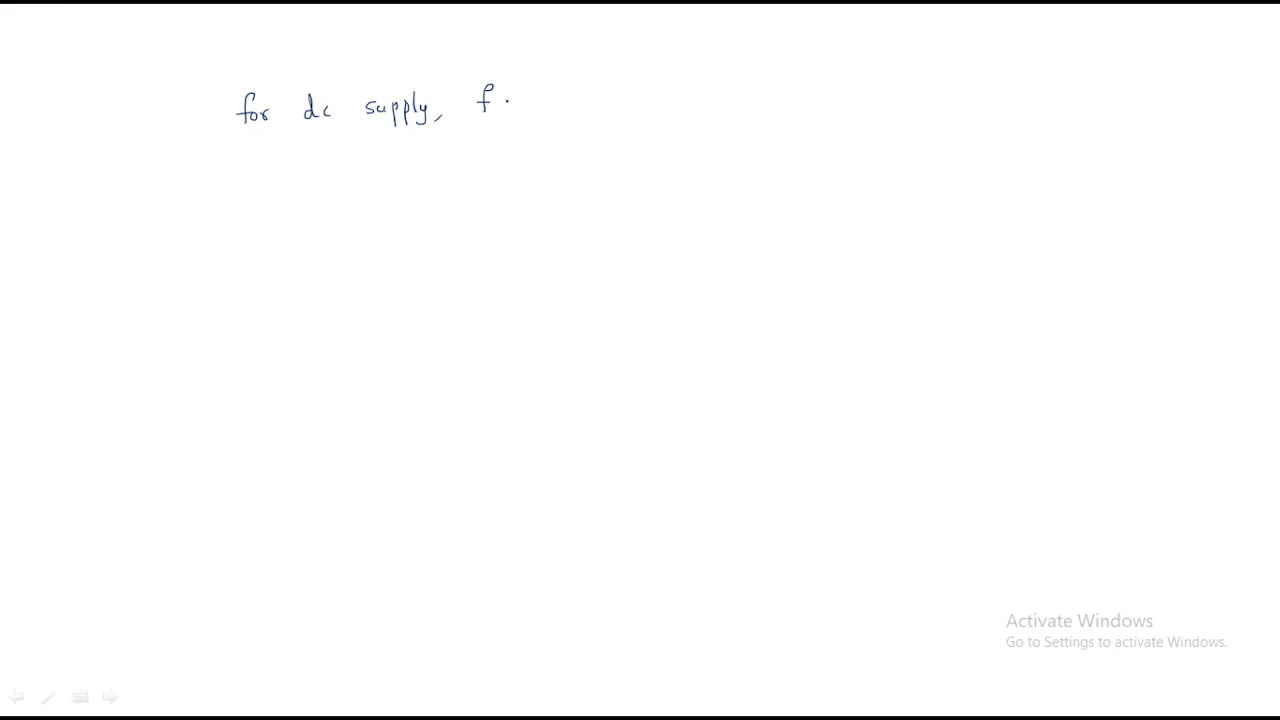 for dc supply, f
Activate Windows
Go to Settings to activate Windows.